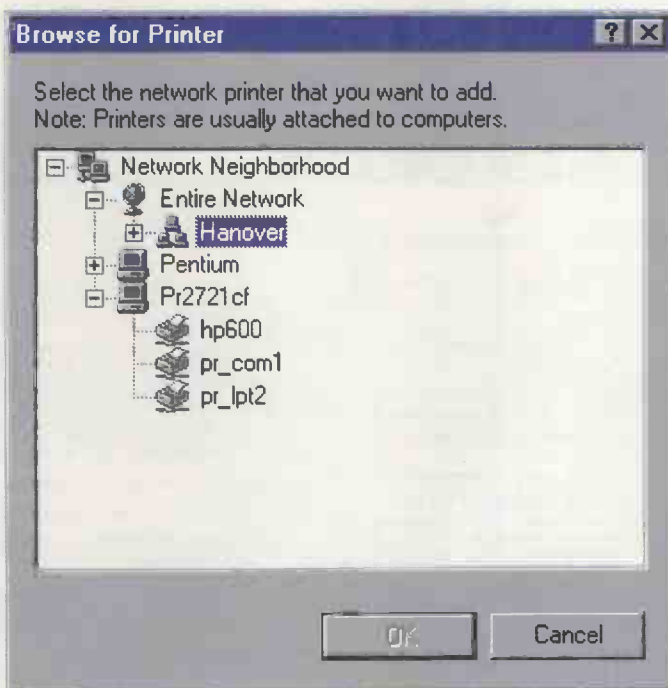 Browse for Printer
Select the network printer that you want to add.
Note: Printers are usually attached to computers.
Network Neighborhood
Entire Network
Hanover
Pentium
Pr2721cf
hp600
pr_com1
pr_lpt2
OK
Cancel